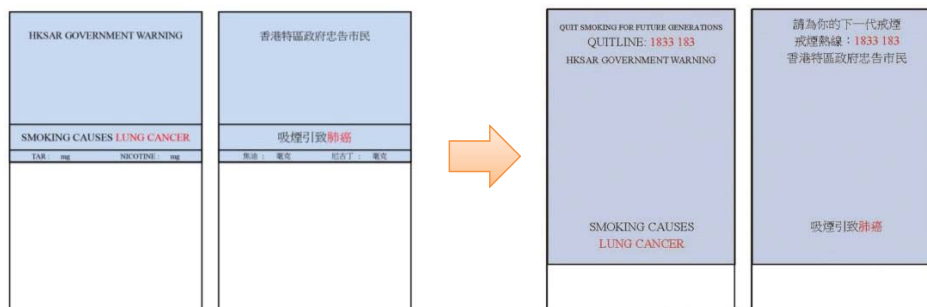 HKSAR GOVERNMENT WARNING
SMOKING CAUSES LUNG CANCER
TAR : mg NICOTINE : mg
香港特區政府忠告市民
吸煙引致肺癌
焦油 : 毫克 尼古丁 : 毫克
QUIT SMOKING FOR FUTURE GENERATIONS
QUITLINE: 1833 183
HKSAR GOVERNMENT WARNING
SMOKING CAUSES
LUNG CANCER
請為你的下一代戒煙
戒煙熱線：1833 183
香港特區政府忠告市民
吸煙引致肺癌